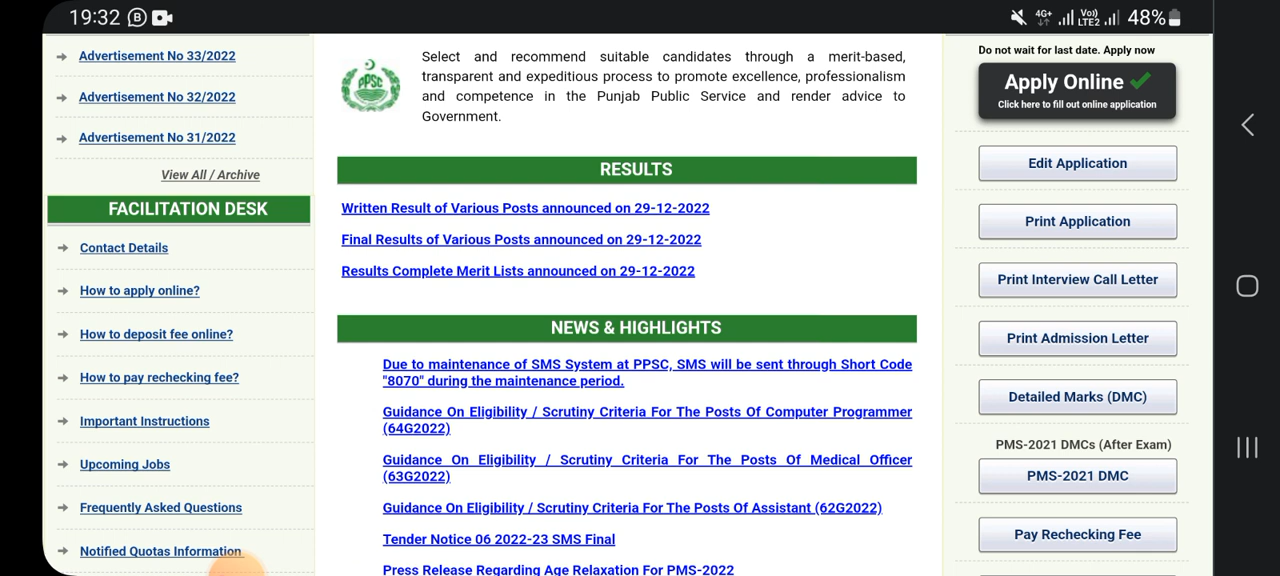 19:32
4G+
Vo))
LTE2
48%
Advertisement No 33/2022
Advertisement No 32/2022
Advertisement No 31/2022
View All / Archive
FACILITATION DESK
Contact Details
How to apply online?
How to deposit fee online?
How to pay rechecking fee?
Important Instructions
Upcoming Jobs
Frequently Asked Questions
Notified Quotas Information
PPSC
Select and recommend suitable candidates through a merit-based,
transparent and expeditious process to promote excellence, professionalism
and competence in the Punjab Public Service and render advice to
Government.
RESULTS
Written Result of Various Posts announced on 29-12-2022
Final Results of Various Posts announced on 29-12-2022
Results Complete Merit Lists announced on 29-12-2022
NEWS & HIGHLIGHTS
Due to maintenance of SMS System at PPSC, SMS will be sent through Short Code
"8070" during the maintenance period.
Guidance On Eligibility / Scrutiny Criteria For The Posts Of Computer Programmer
(64G2022)
Guidance On Eligibility / Scrutiny Criteria For The Posts Of Medical Officer
(63G2022)
Guidance On Eligibility / Scrutiny Criteria For The Posts Of Assistant (62G2022)
Tender Notice 06 2022-23 SMS Final
Press Release Regarding Age Relaxation For PMS-2022
Do not wait for last date. Apply now
Apply Online
Click here to fill out online application
Edit Application
Print Application
Print Interview Call Letter
Print Admission Letter
Detailed Marks (DMC)
PMS-2021 DMCs (After Exam)
PMS-2021 DMC
Pay Rechecking Fee